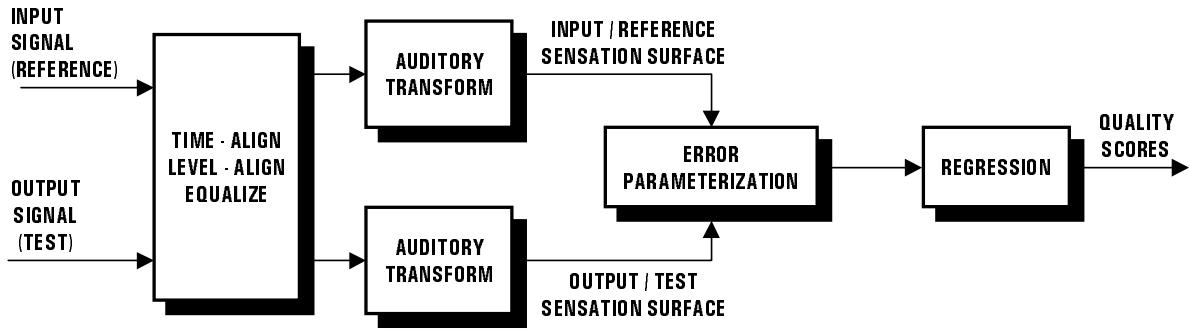 INPUT
SIGNAL
(REFERENCE)
OUTPUT
SIGNAL
(TEST)
TIME - ALIGN
LEVEL - ALIGN
EQUALIZE
AUDITORY
TRANSFORM
AUDITORY
TRANSFORM
INPUT / REFERENCE
SENSATION SURFACE
OUTPUT / TEST
SENSATION SURFACE
ERROR
PARAMETERIZATION
REGRESSION
QUALITY
SCORES